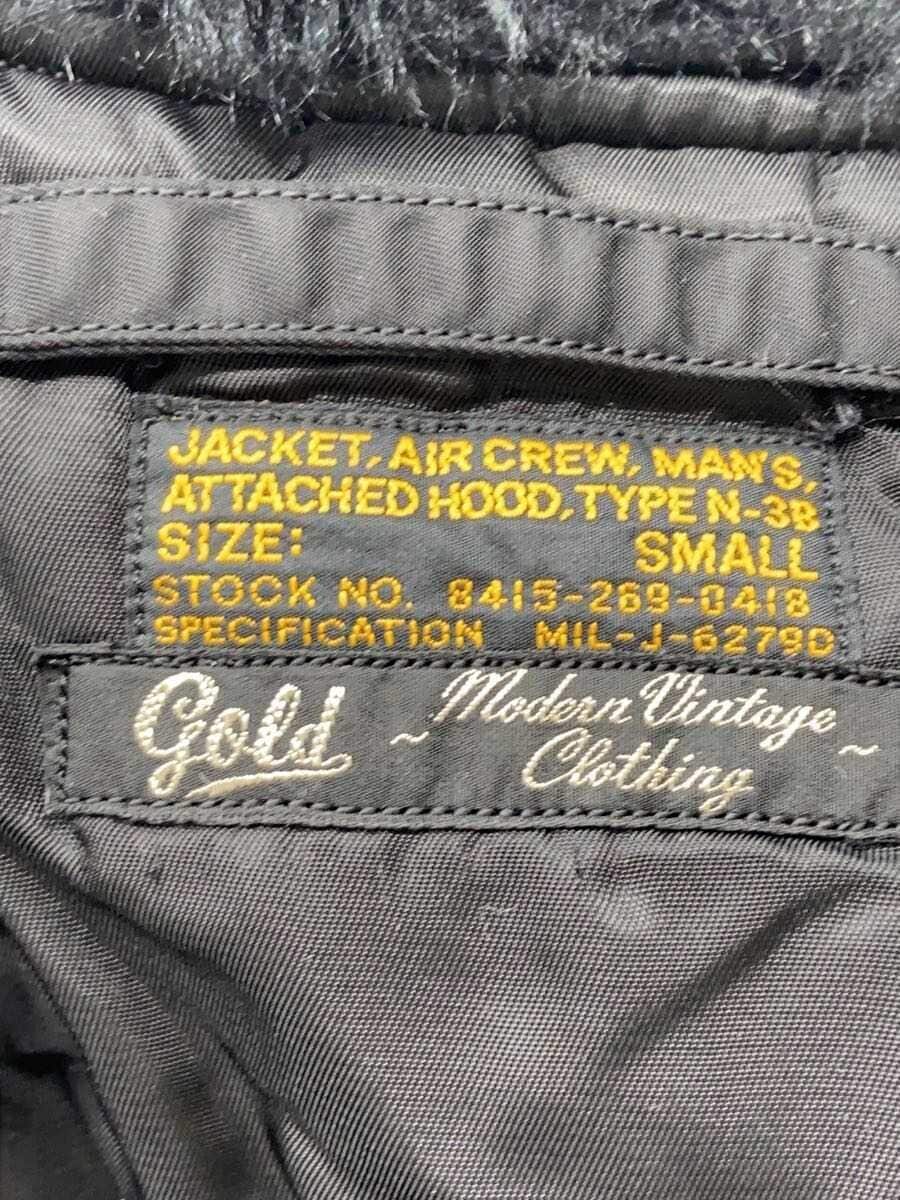 JACKET, AIR CREW, MAN'S,
ATTACHED HOOD, TYPE N-3B
SIZE: SMALL
STOCK NO. 8415-269-0418
SPECIFICATION MIL-J-6279D
Gold ~ Modern Vintage ~
Clothing